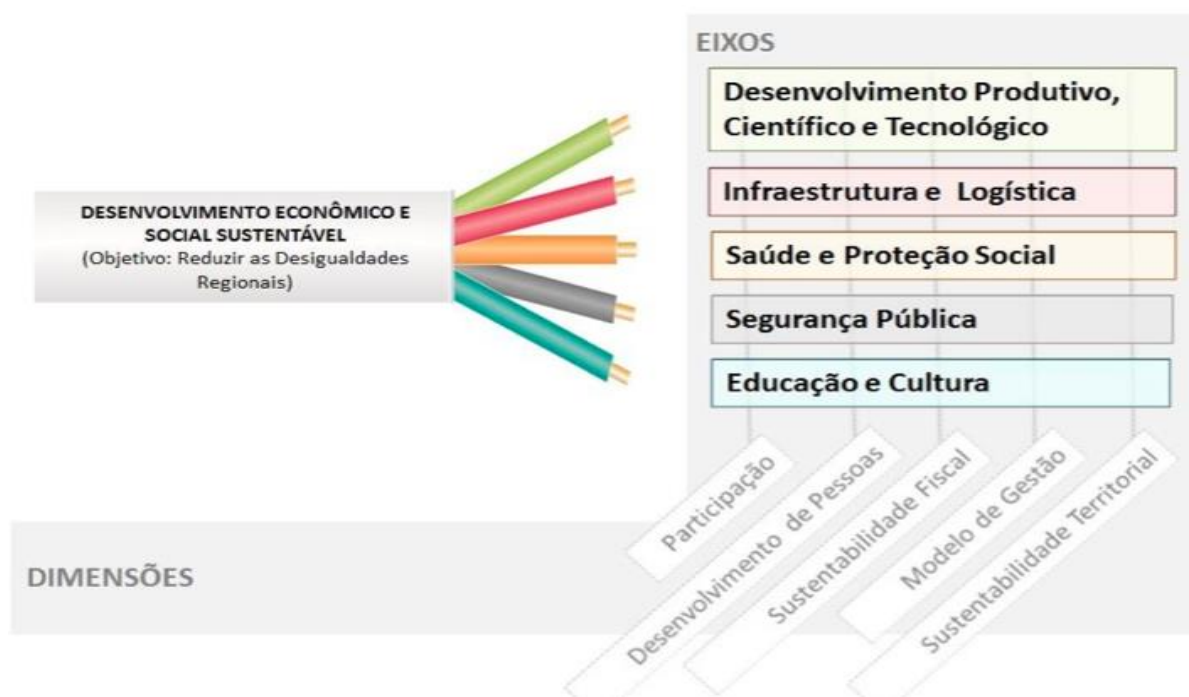 EIXOS
Desenvolvimento Produtivo,
Científico e Tecnológico
Infraestrutura e Logística
Saúde e Proteção Social
Segurança Pública
Educação e Cultura
DESENVOLVIMENTO ECONÔMICO E
SOCIAL SUSTENTÁVEL
(Objetivo: Reduzir as Desigualdades
Regionais)
DIMENSÕES
Participação
Desenvolvimento de Pessoas
Sustentabilidade Fiscal
Modelo de Gestão
Sustentabilidade Territorial